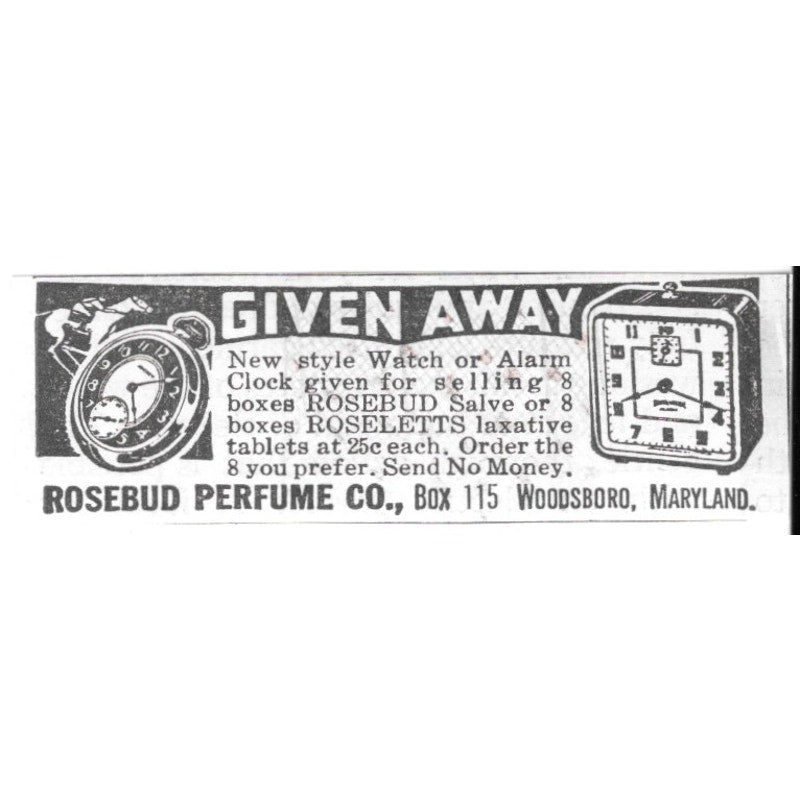 GIVEN AWAY
New style Watch or Alarm
Clock given for selling 8
boxes ROSEBUD Salve or 8
boxes ROSELETTS laxative
tablets at 25c each. Order the
8 you prefer. Send No Money.
ROSEBUD PERFUME CO., BOX 115 WOODSBORO, MARYLAND.